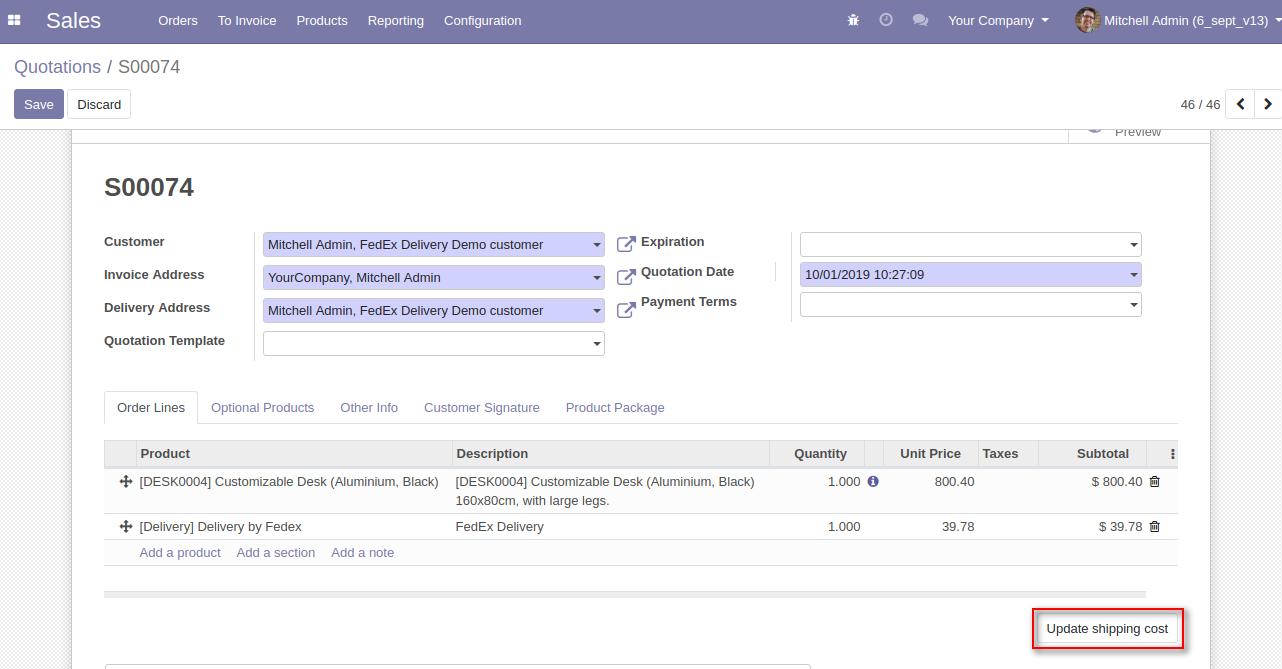 Sales Orders To Invoice Products Reporting Configuration Your Company Mitchell Admin (6_sept_v13)
Quotations / S00074
Save Discard 46 / 46
Preview
S00074
Customer Mitchell Admin, FedEx Delivery Demo customer Expiration
Invoice Address YourCompany, Mitchell Admin Quotation Date 10/01/2019 10:27:09
Delivery Address Mitchell Admin, FedEx Delivery Demo customer Payment Terms
Quotation Template
Order Lines Optional Products Other Info Customer Signature Product Package
Product Description Quantity Unit Price Taxes Subtotal
[DESK0004] Customizable Desk (Aluminium, Black) [DESK0004] Customizable Desk (Aluminium, Black) 1.000 800.40 $ 800.40
160x80cm, with large legs.
[Delivery] Delivery by Fedex FedEx Delivery 1.000 39.78 $ 39.78
Add a product Add a section Add a note
Update shipping cost